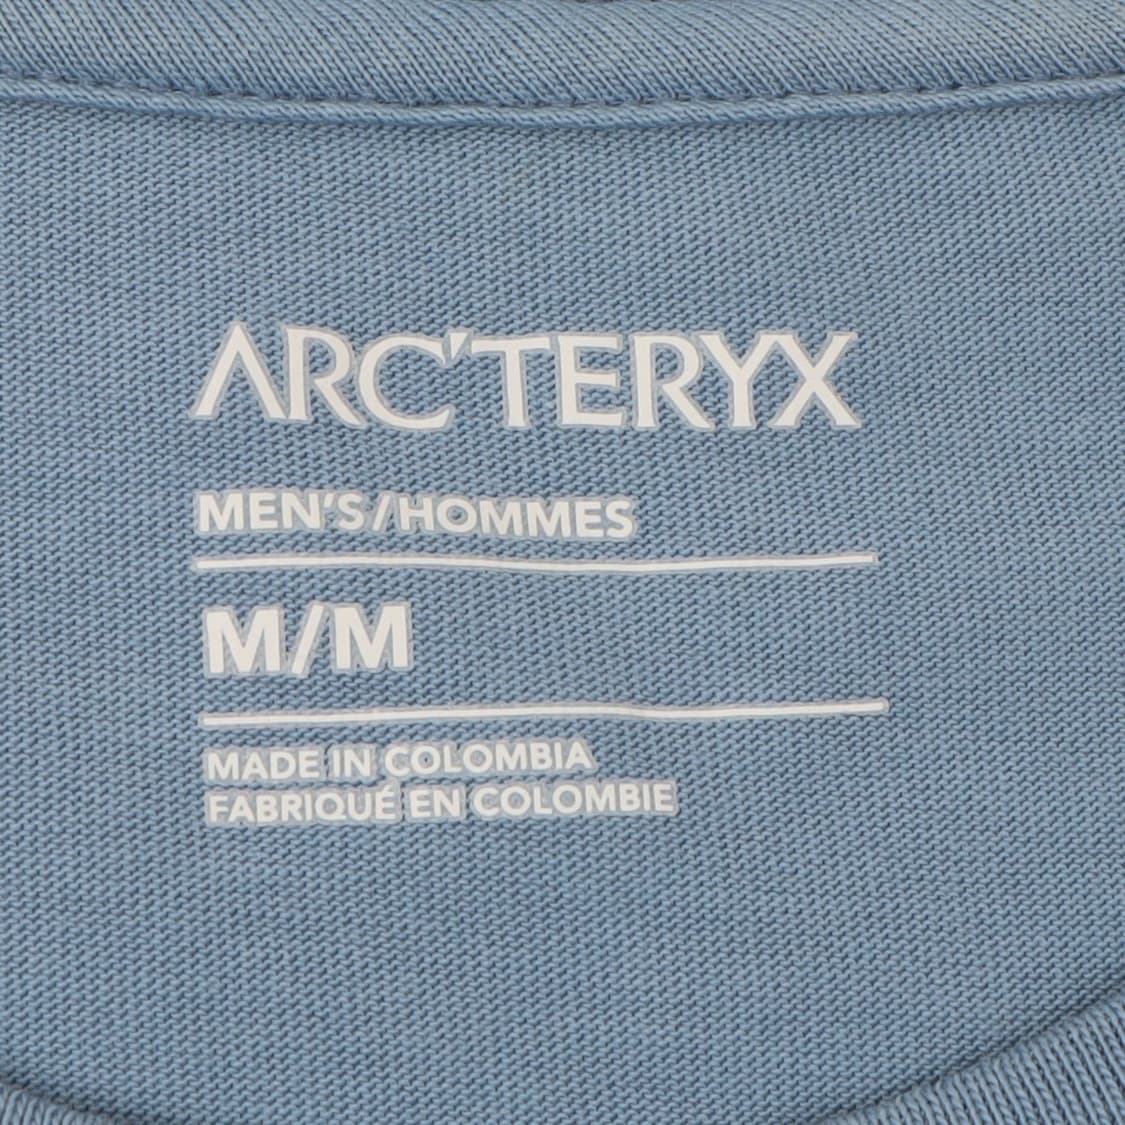 ARC'TERYX
MEN'S/HOMMES
M/M
MADE IN COLOMBIA
FABRIQUÉ EN COLOMBIE